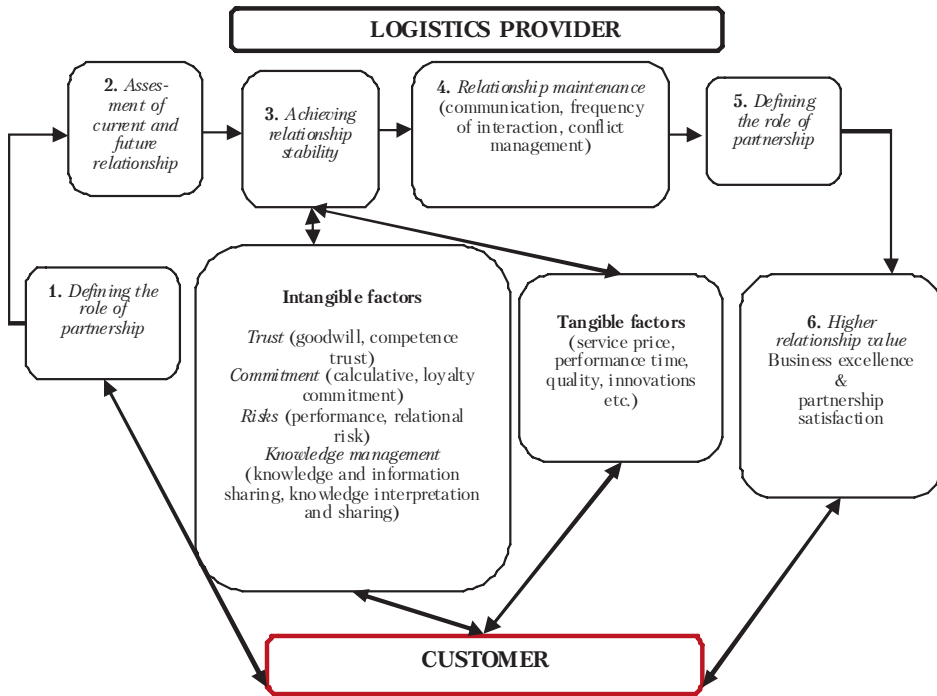 LOGISTICS PROVIDER
2. Asses-
ment of
current and
future
relationship
3. Achieving
relationship
stability
4. Relationship maintenance
(communication, frequency
of interaction, conflict
management)
5. Defining
the role of
partnership
1. Defining the
role of
partnership
Intangible factors
Trust (goodwill, competence
trust)
Commitment (calculative, loyalty
commitment)
Risks (performance, relational
risk)
Knowledge management
(knowledge and information
sharing, knowledge interpretation
and sharing)
Tangible factors
(service price,
performance time,
quality, innovations
etc.)
6. Higher
relationship value
Business excellence
&
partnership
satisfaction
CUSTOMER